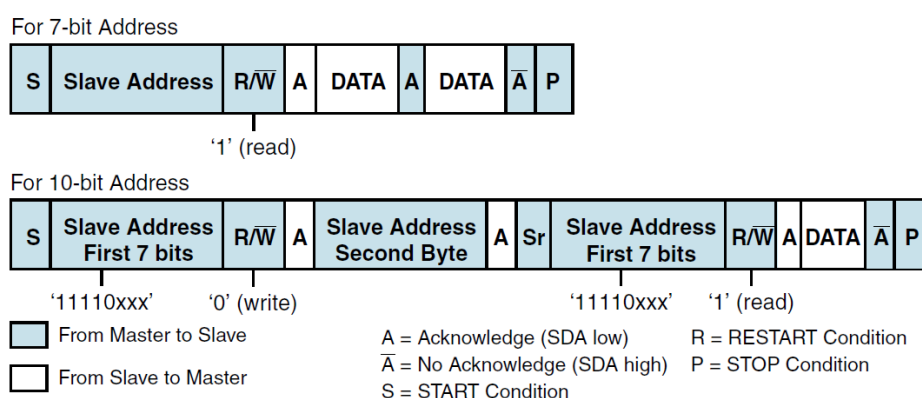 For 7-bit Address
S Slave Address R/W̅ A DATA A DATA A̅ P
‘1’ (read)
For 10-bit Address
S Slave Address First 7 bits R/W̅ A Slave Address Second Byte A Sr Slave Address First 7 bits R/W̅ A DATA A̅ P
‘11110xxx’ ‘0’ (write) ‘11110xxx’ ‘1’ (read)
From Master to Slave
From Slave to Master
A = Acknowledge (SDA low)
A̅ = No Acknowledge (SDA high)
S = START Condition
R = RESTART Condition
P = STOP Condition